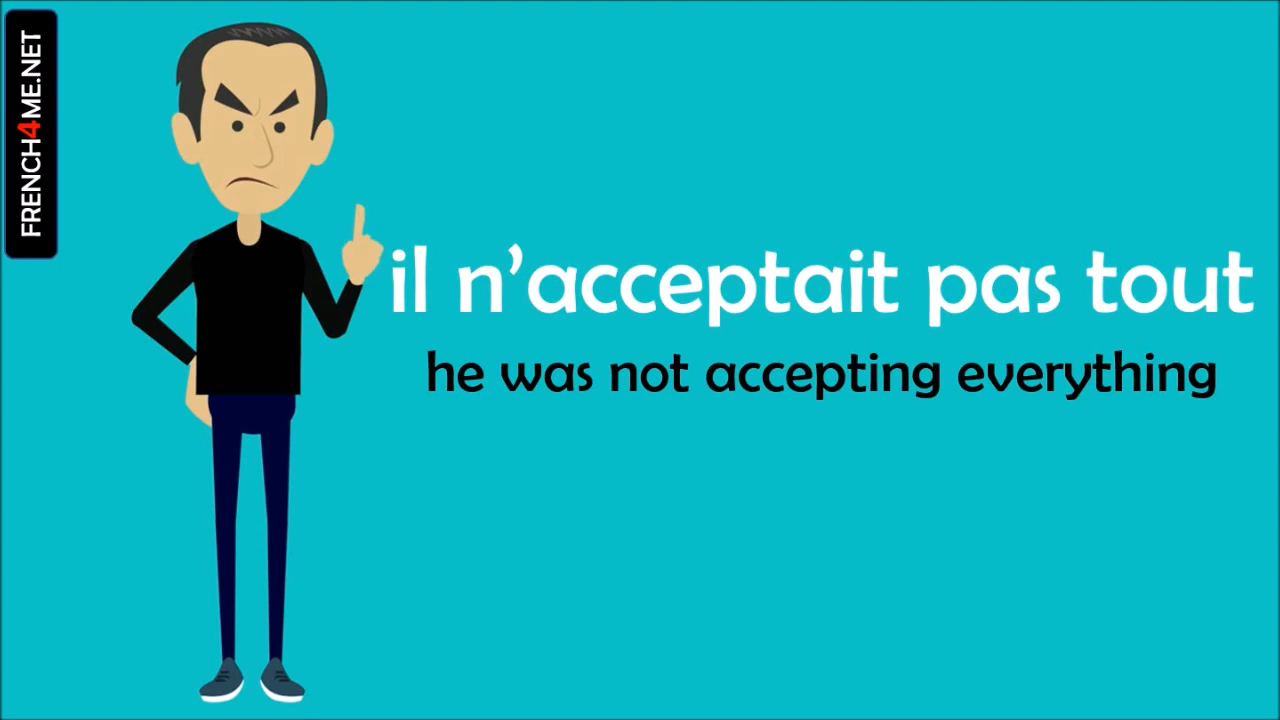 FRENCH4ME.NET
il n’acceptait pas tout
he was not accepting everything